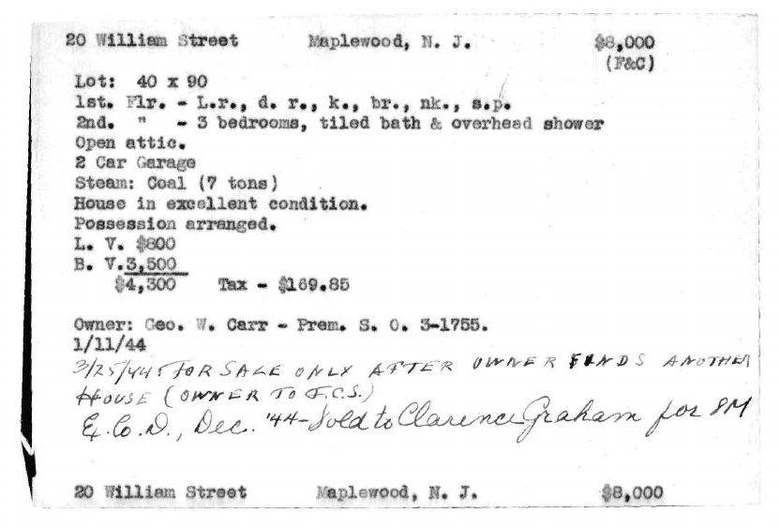 20 William Street Maplewood, N. J. $8,000
(F&C)
Lot: 40 x 90
1st. Flr. - L.r., d. r., k., br., nk., s.p.
2nd. " - 3 bedrooms, tiled bath & overhead shower
Open attic.
2 Car Garage
Steam: Coal (7 tons)
House in excellent condition.
Possession arranged.
L. V. $800
B. V. 3,500
$4,300 Tax - $169.85
Owner: Geo. W. Carr - Prem. S. O. 3-1755.
1/11/44
3/25/44 FOR SALE ONLY AFTER OWNER FINDS ANOTHER
HOUSE (OWNER TO F.C.S.)
Dec. '44 - Sold to Clarence Graham for 8M
20 William Street Maplewood, N. J. $8,000